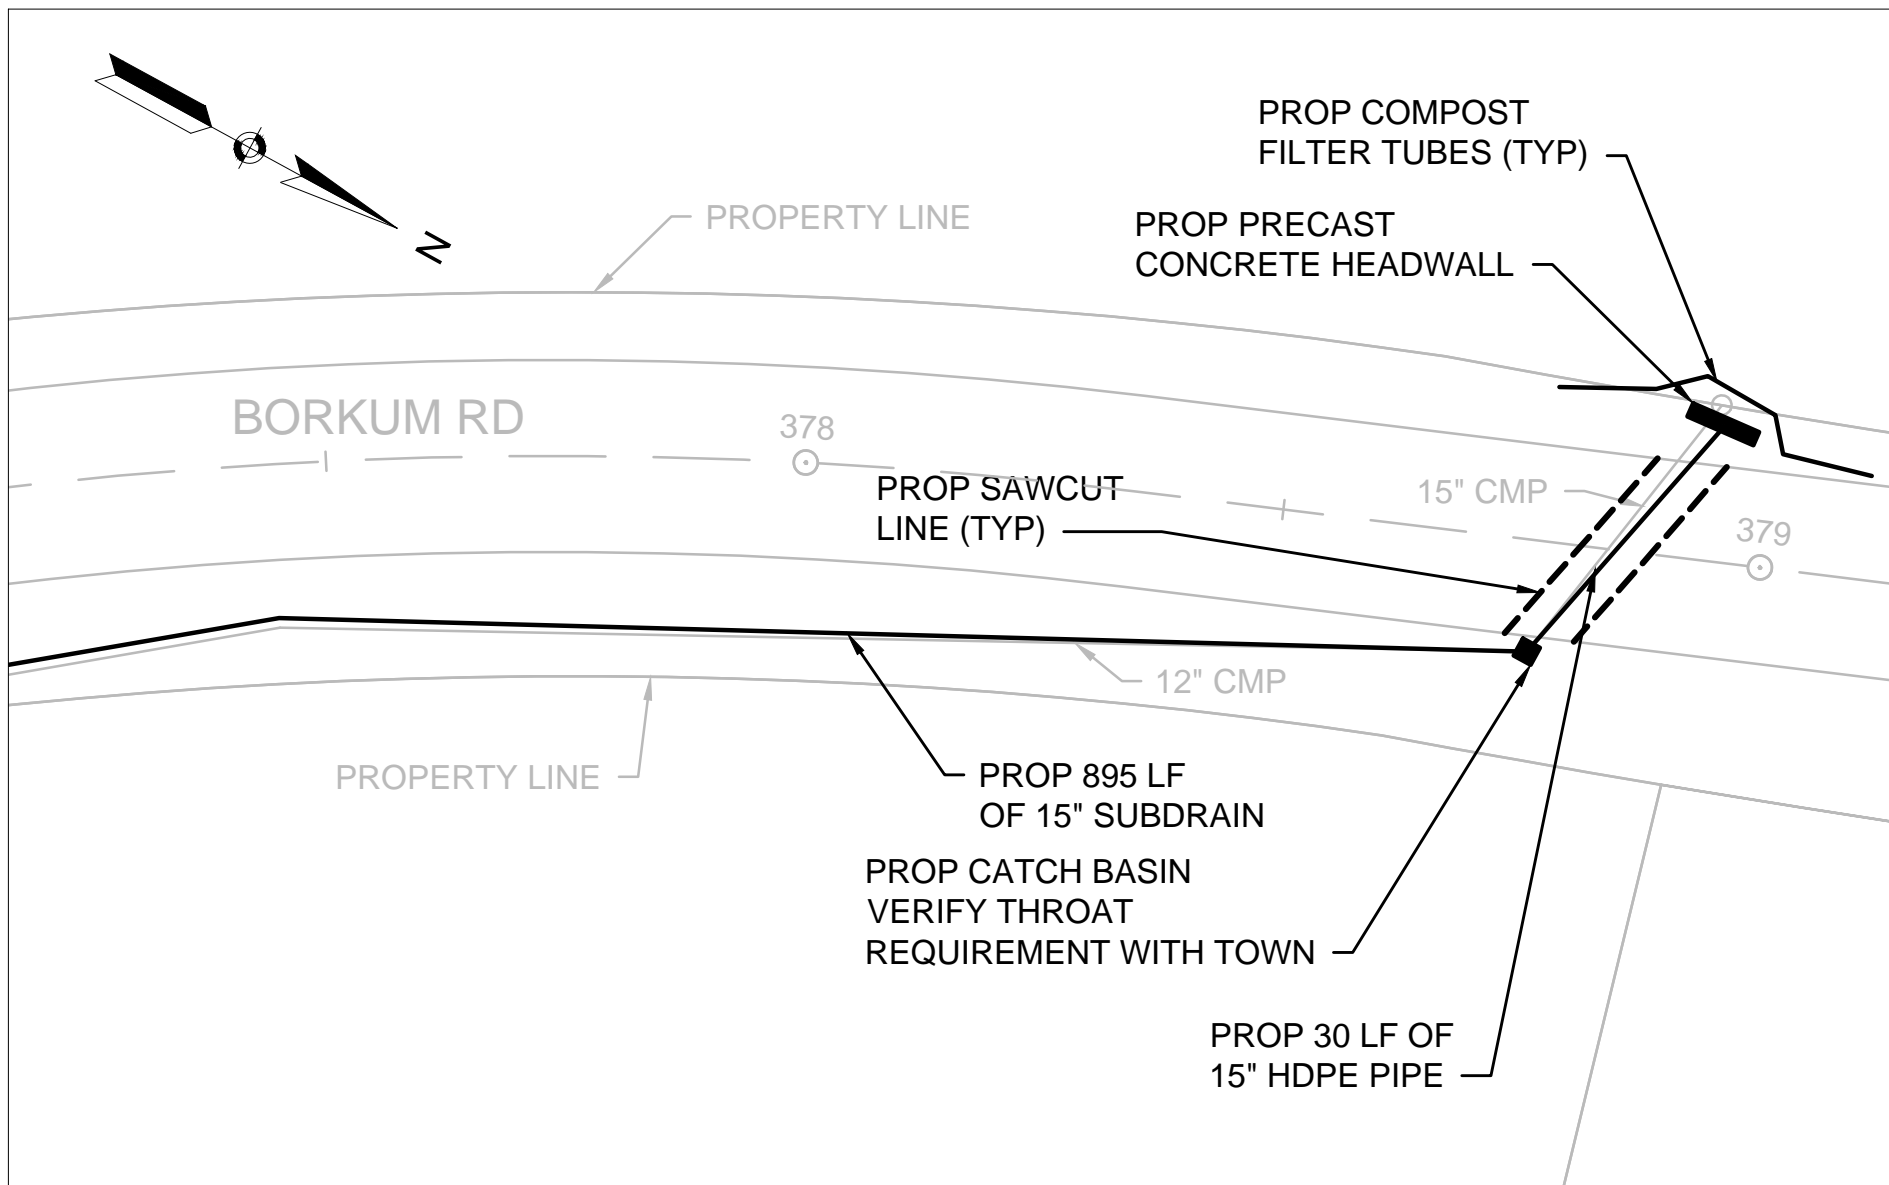 PROP COMPOST
FILTER TUBES (TYP)
PROPERTY LINE
PROP PRECAST
CONCRETE HEADWALL
N
BORKUM RD
378
PROP SAWCUT
LINE (TYP)
15" CMP
379
12" CMP
PROPERTY LINE
PROP 895 LF
OF 15" SUBDRAIN
PROP CATCH BASIN
VERIFY THROAT
REQUIREMENT WITH TOWN
PROP 30 LF OF
15" HDPE PIPE